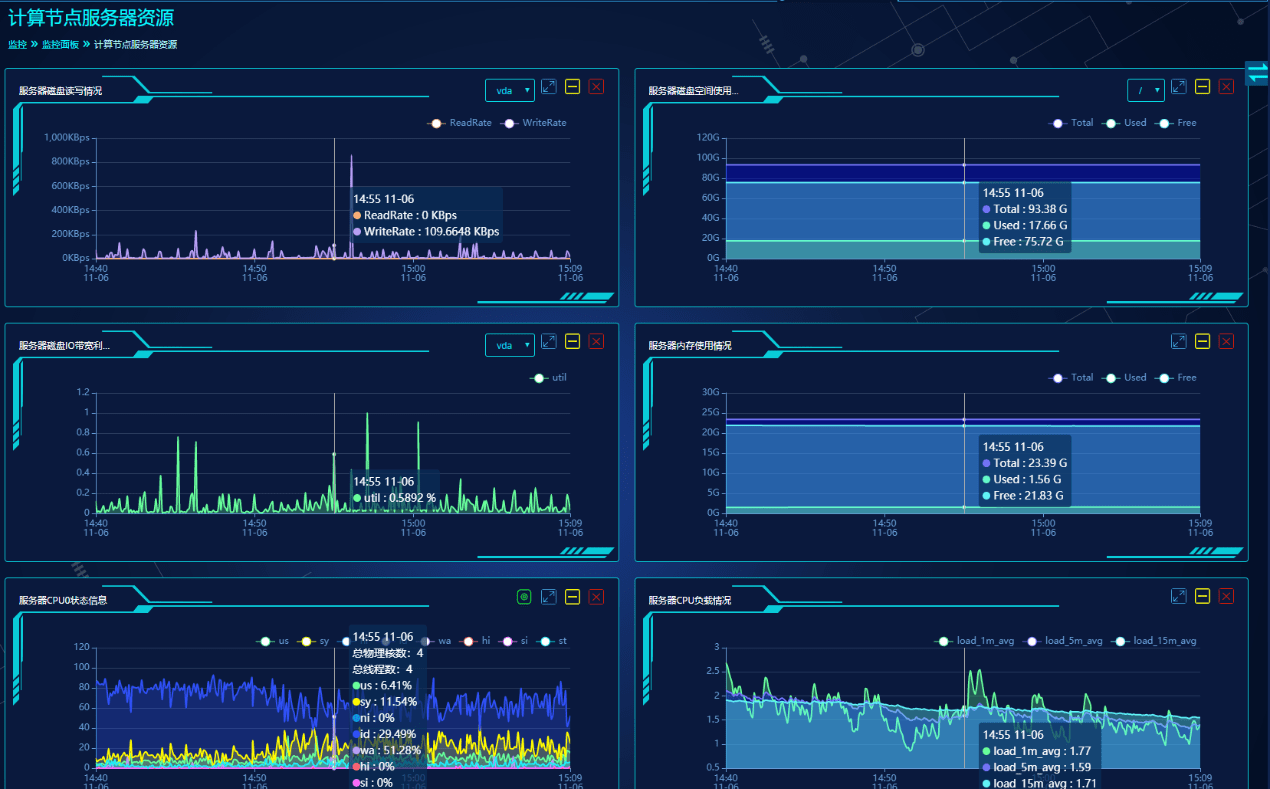 计算节点服务器资源
监控 » 监控面板 » 计算节点服务器资源
服务器磁盘读写情况
vda
ReadRate WriteRate
1,000KBps
800KBps
600KBps
400KBps
200KBps
0KBps
14:55 11-06
ReadRate : 0 KBps
WriteRate : 109.6648 KBps
14:40 14:50 15:00 15:09
11-06 11-06 11-06 11-06
服务器磁盘空间使用...
/
Total Used Free
120G
100G
80G
60G
40G
20G
0G
14:55 11-06
Total : 93.38 G
Used : 17.66 G
Free : 75.72 G
14:40 14:50 15:00 15:09
11-06 11-06 11-06 11-06
服务器磁盘IO带宽利...
vda
util
1.2
1
0.8
0.6
0.4
0.2
0
14:55 11-06
util : 0.5892 %
14:40 14:50 15:00 15:09
11-06 11-06 11-06 11-06
服务器内存使用情况
Total Used Free
30G
25G
20G
15G
10G
5G
0G
14:55 11-06
Total : 23.39 G
Used : 1.56 G
Free : 21.83 G
14:40 14:50 15:00 15:09
11-06 11-06 11-06 11-06
服务器CPU0状态信息
us sy wa hi si st
120
100
80
60
40
20
0
14:55 11-06
总物理核数: 4
总线程数: 4
us : 6.41%
sy : 11.54%
ni : 0%
id : 29.49%
wa : 51.28%
hi : 0%
si : 0%
14:40 14:50 15:00 15:09
11-06 11-06 11-06 11-06
服务器CPU负载情况
load_1m_avg load_5m_avg load_15m_avg
3
2.5
2
1.5
1
0.5
14:55 11-06
load_1m_avg : 1.77
load_5m_avg : 1.59
load_15m_avg : 1.71
14:40 14:50 15:00 15:09
11-06 11-06 11-06 11-06